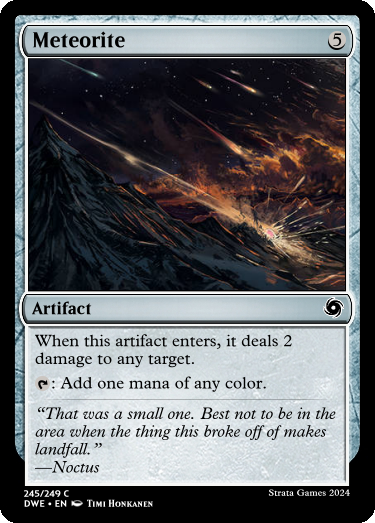 Meteorite 5
Artifact
When this artifact enters, it deals 2
damage to any target.
: Add one mana of any color.
“That was a small one. Best not to be in the
area when the thing this broke off of makes
landfall.”
—Noctus
245/249 C
DWE • EN Timi Honkanen
Strata Games 2024